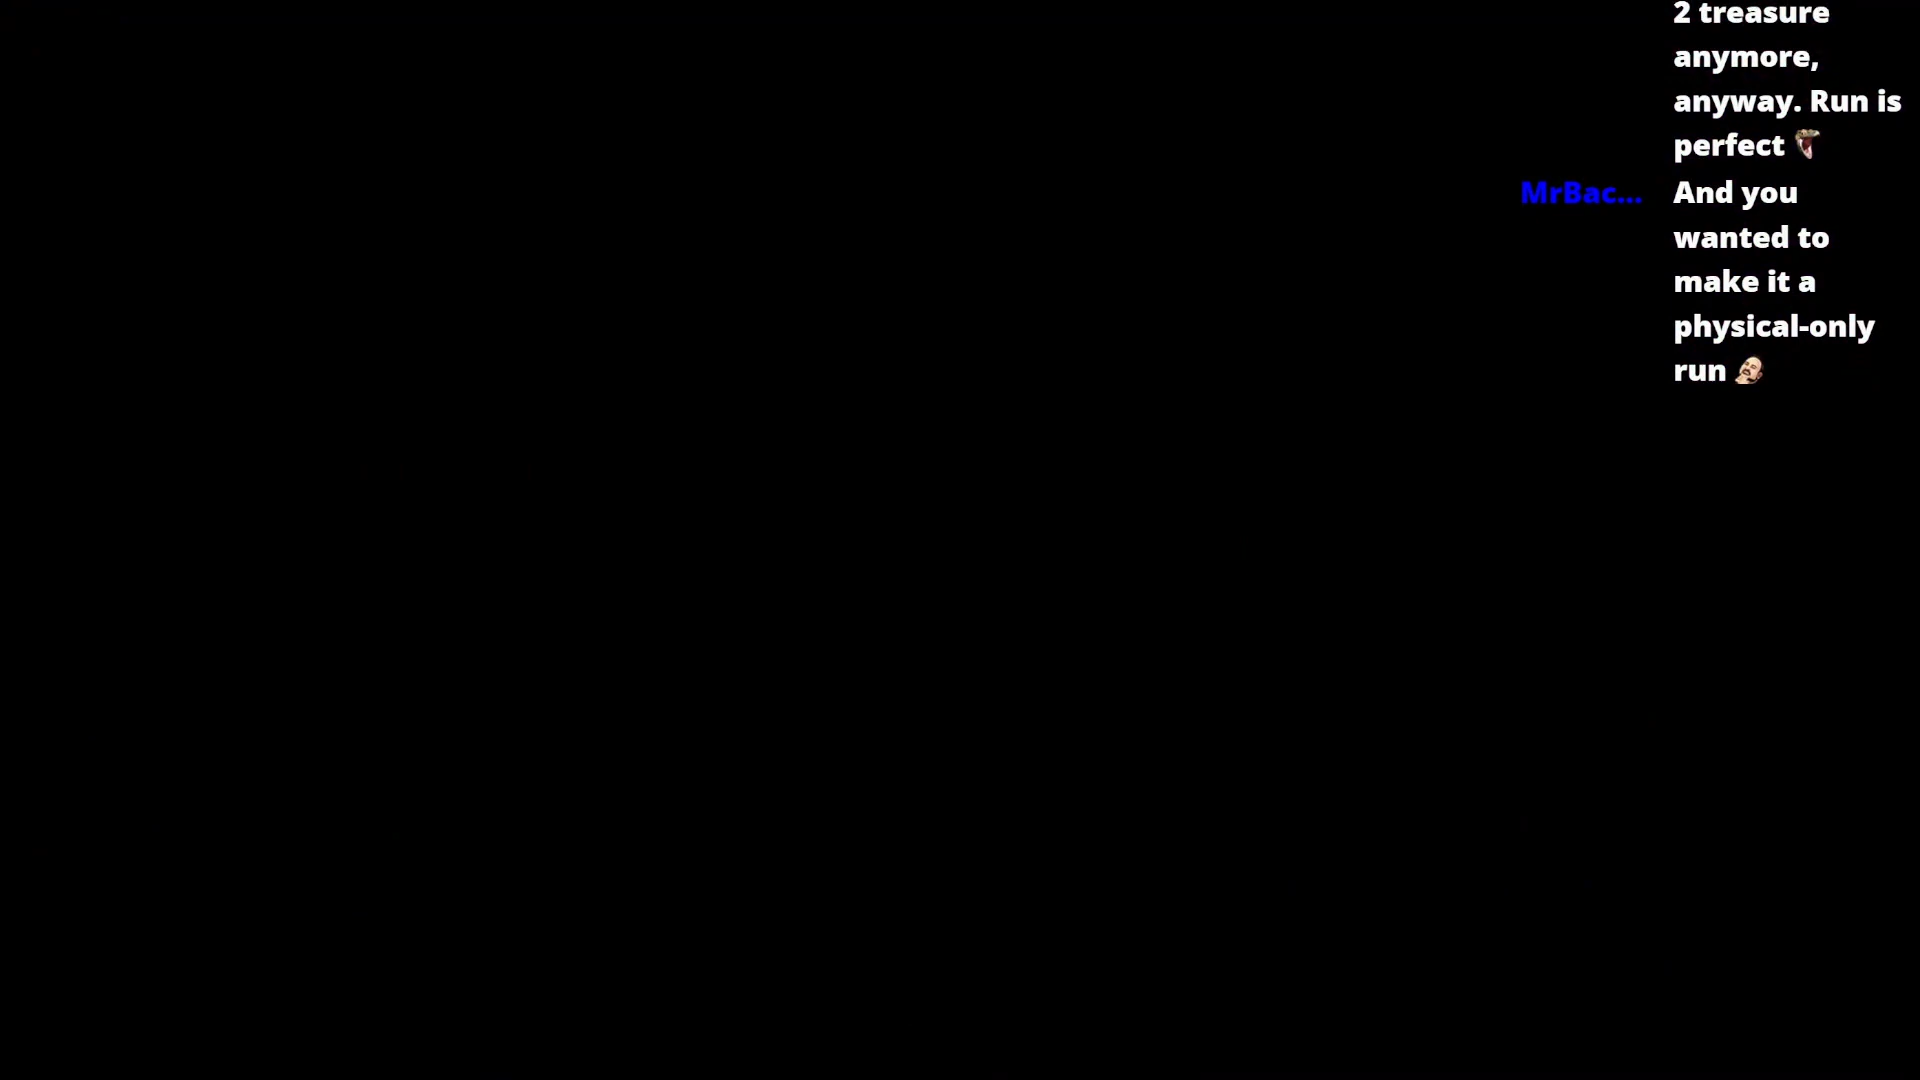 2 treasure
anymore,
anyway. Run is
perfect
MrBac... And you
wanted to
make it a
physical-only
run